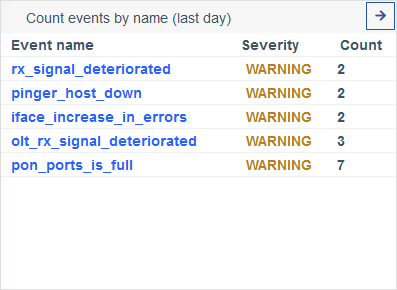 Count events by name (last day)
Event name Severity Count
rx_signal_deteriorated WARNING 2
pinger_host_down WARNING 2
iface_increase_in_errors WARNING 2
olt_rx_signal_deteriorated WARNING 3
pon_ports_is_full WARNING 7